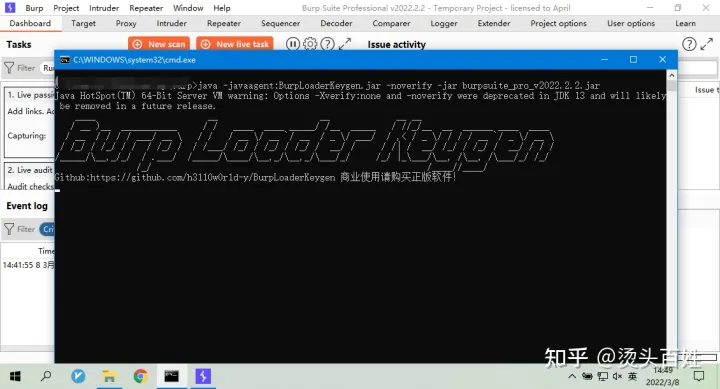 Burp Project Intruder Repeater Window Help
Burp Suite Professional v2022.2.2 - Temporary Project - licensed to April
Dashboard Target Proxy Intruder Repeater Sequencer Decoder Comparer Logger Extender Project options User options Learn
Tasks
New scan
New live task
Issue activity
Filter
C:\WINDOWS\system32\cmd.exe
>java -javaagent:BurpLoaderKeygen.jar -noverify -jar burpsuite_pro_v2022.2.2.jar
Java HotSpot(TM) 64-Bit Server VM warning: Options -Xverify:none and -noverify were deprecated in JDK 13 and will likely
be removed in a future release.
1. Live passi
Add links. Ad
Capturing:
Burp Loader Keygen
2. Live audit
Audit checks
Github:https://github.com/h3110w0rld-y/BurpLoaderKeygen 商业使用请购买正版软件!
Event log
Filter Cri
Time
14:41:55 8 3月
知乎 @烫头百姓
英
14:49
2022/3/8